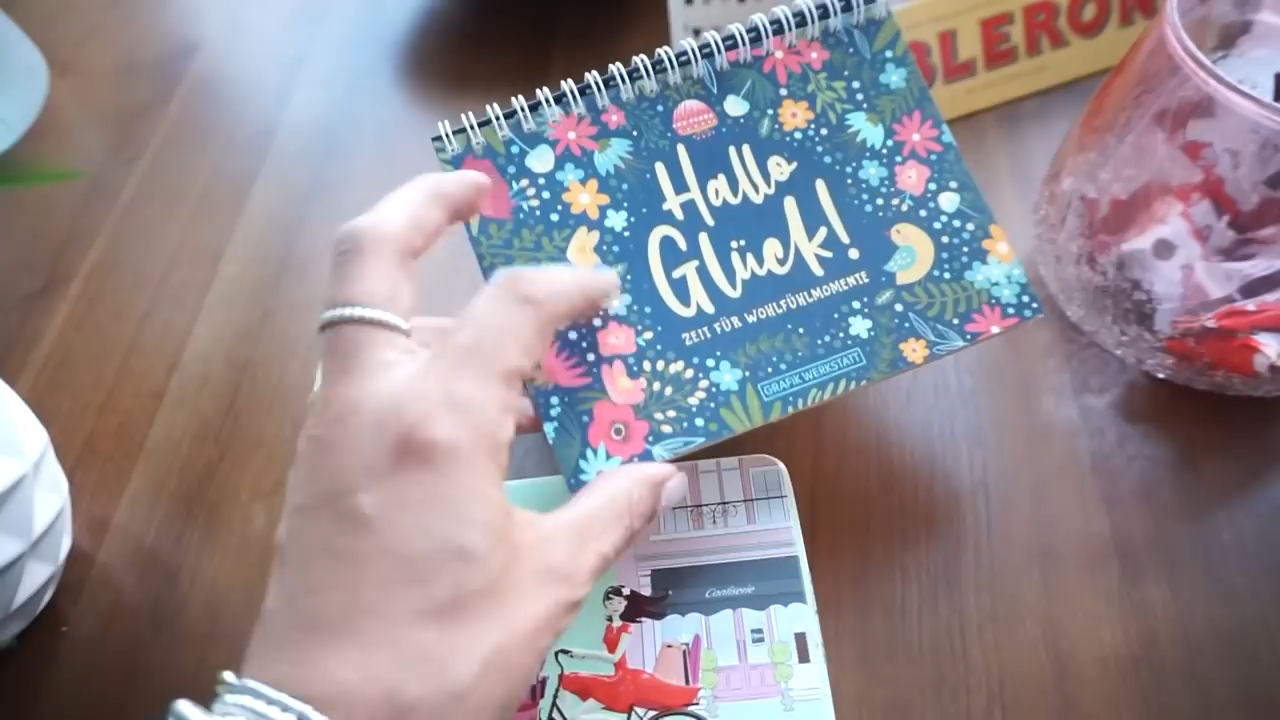 BLERON
Hallo
Glück!
ZEIT FÜR WOHLFÜHLMOMENTE
GRAFIK WERKSTATT
Confiserie